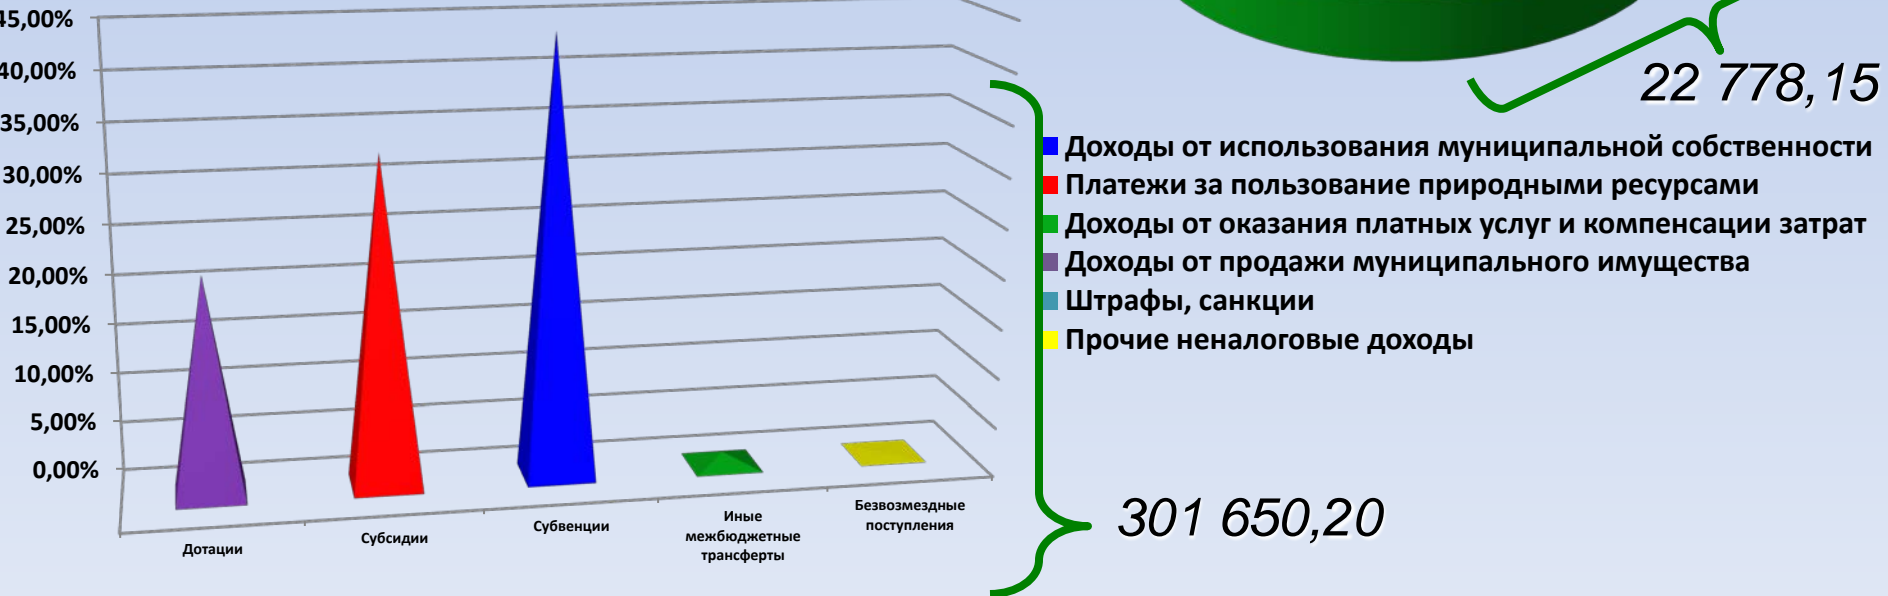 45,00%
40,00%
35,00%
30,00%
25,00%
20,00%
15,00%
10,00%
5,00%
0,00%
Дотации
Субсидии
Субвенции
Иные
межбюджетные
трансферты
Безвозмездные
поступления
22 778,15
Доходы от использования муниципальной собственности
Платежи за пользование природными ресурсами
Доходы от оказания платных услуг и компенсации затрат
Доходы от продажи муниципального имущества
Штрафы, санкции
Прочие неналоговые доходы
301 650,20